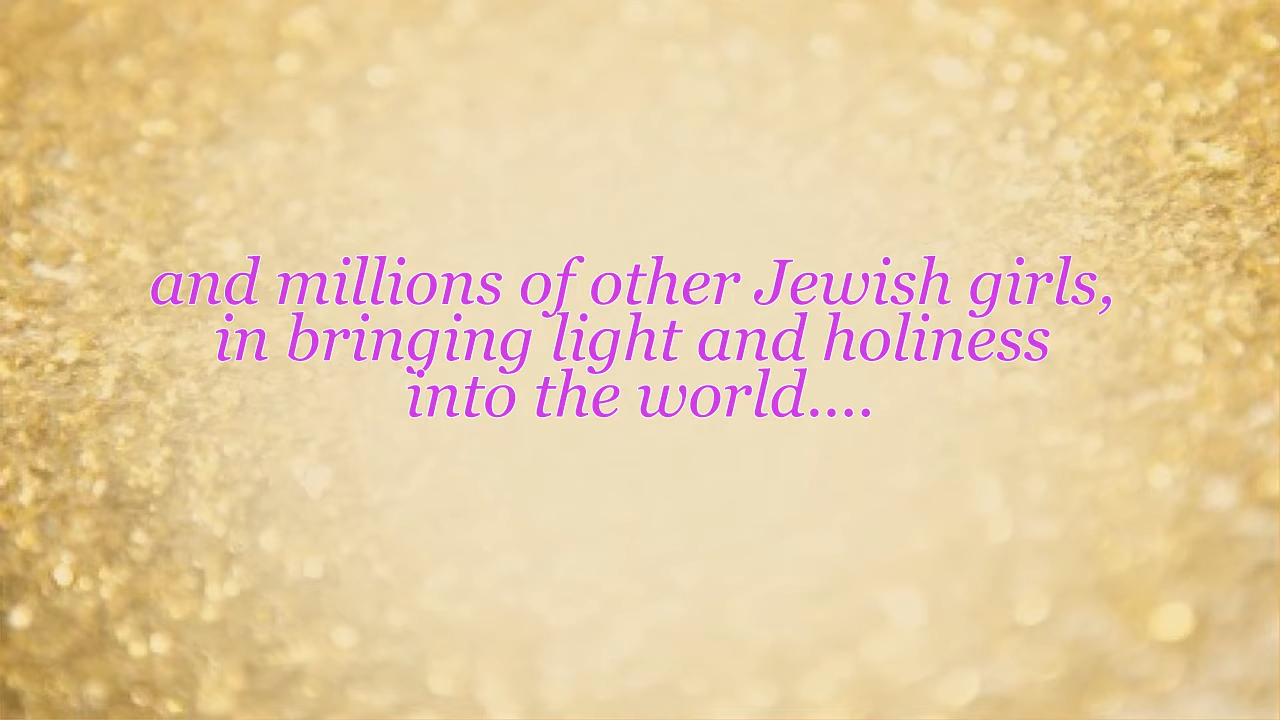 and millions of other Jewish girls,
in bringing light and holiness
into the world....